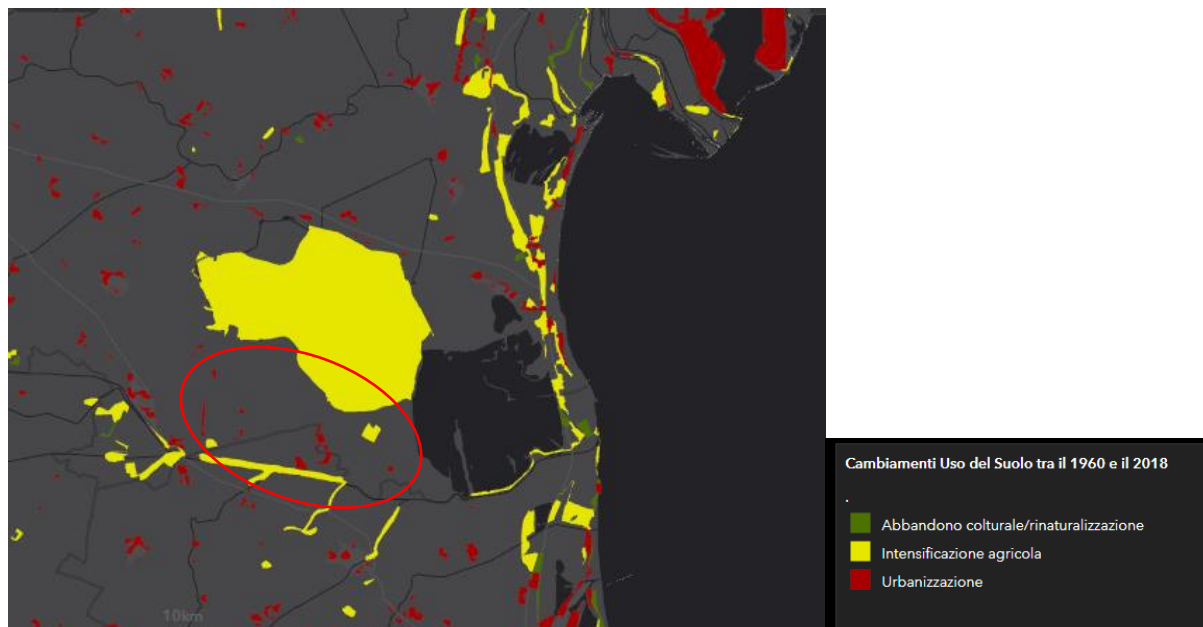 Cambiamenti Uso del Suolo tra il 1960 e il 2018
.
Abbandono colturale/rinaturalizzazione
Intensificazione agricola
Urbanizzazione
10km